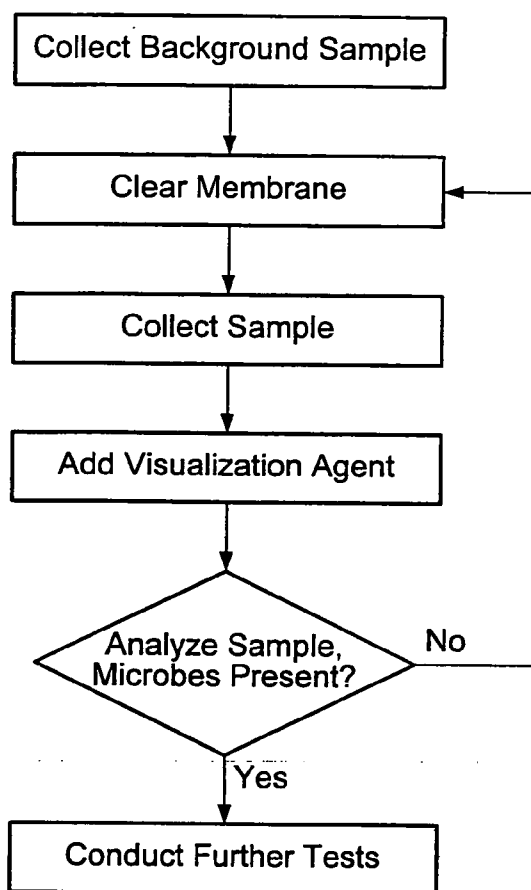 Collect Background Sample
Clear Membrane
Collect Sample
Add Visualization Agent
Analyze Sample,
Microbes Present?
No
Yes
Conduct Further Tests